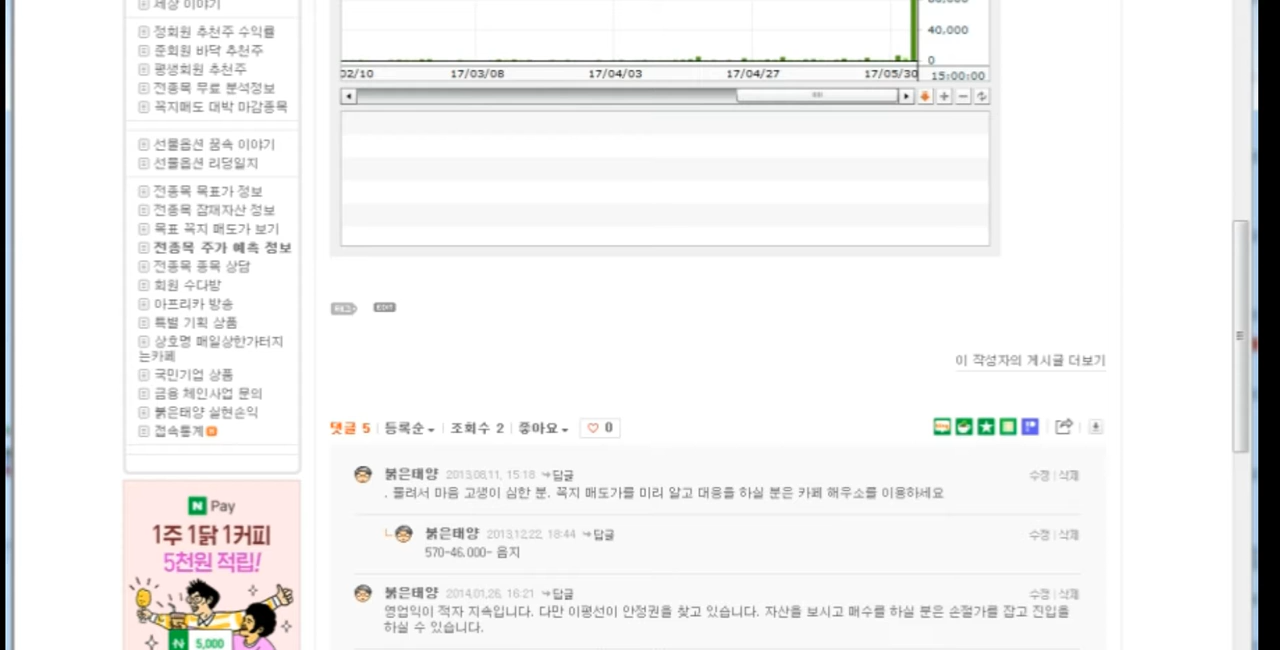 세상 이야기
정회원 추천주 수익률
준회원 바닥 추천주
평생회원 추천주
전종목 무료 분석정보
꼭지매도 대박 마감종목
선물옵션 꿈속 이야기
선물옵션 리딩일지
전종목 목표가 정보
전종목 잠재자산 정보
목표 꼭지 매도가 보기
전종목 주가 예측 정보
전종목 종목 상담
회원 수다방
아프리카 방송
특별 기획 상품
상호명 매일상한가터지
는카페
국민기업 상품
금융 체인사업 문의
붉은태양 실현손익
접속통계
N Pay
1주 1닭 1커피
5천원 적립!
N 5,000
40,000
0
02/10 17/03/08 17/04/03 17/04/27 17/05/30 15:00:00
태그 EDIT
이 작성자의 게시글 더보기
댓글 5 등록순 조회수 2 좋아요 0
붉은태양 2013.08.11. 15:18 답글 수정 삭제
. 물려서 마음 고생이 심한 분. 꼭지 매도가를 미리 알고 대응을 하실 분은 카페 해우소를 이용하세요
붉은태양 2013.12.22. 18:44 답글 수정 삭제
570-46,000- 음지
붉은태양 2014.01.26. 16:21 답글 수정 삭제
영업익이 적자 지속입니다. 다만 이평선이 안정권을 찾고 있습니다. 자산을 보시고 매수를 하실 분은 손절가를 잡고 진입을
하실 수 있습니다.